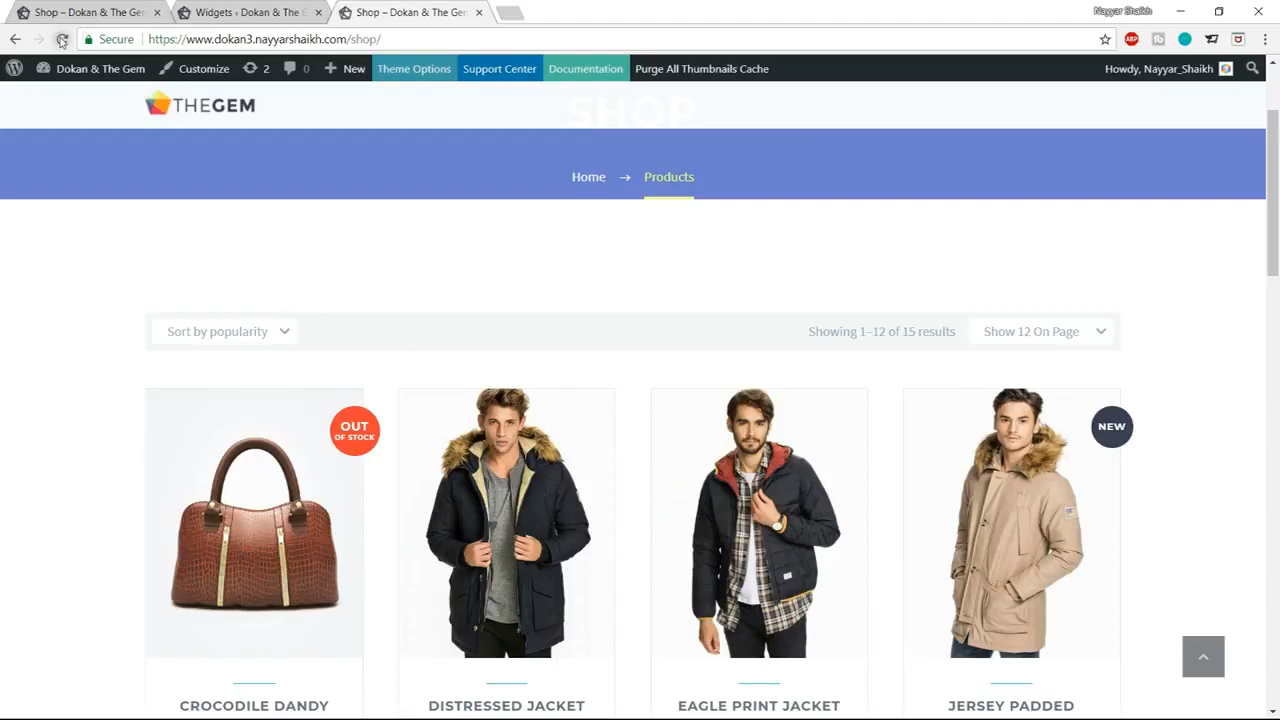 Shop – Dokan & The Ge
Widgets ‹ Dokan & The G
Shop – Dokan & The Ge
Nayyar Shaikh
Secure https://www.dokan3.nayyarshaikh.com/shop/
ABP
Dokan & The Gem Customize 2 0 New Theme Options Support Center Documentation Purge All Thumbnails Cache Howdy, Nayyar_Shaikh
THEGEM
SHOP
Home → Products
Sort by popularity Showing 1–12 of 15 results Show 12 On Page
OUT
OF STOCK
NEW
CROCODILE DANDY DISTRESSED JACKET EAGLE PRINT JACKET JERSEY PADDED